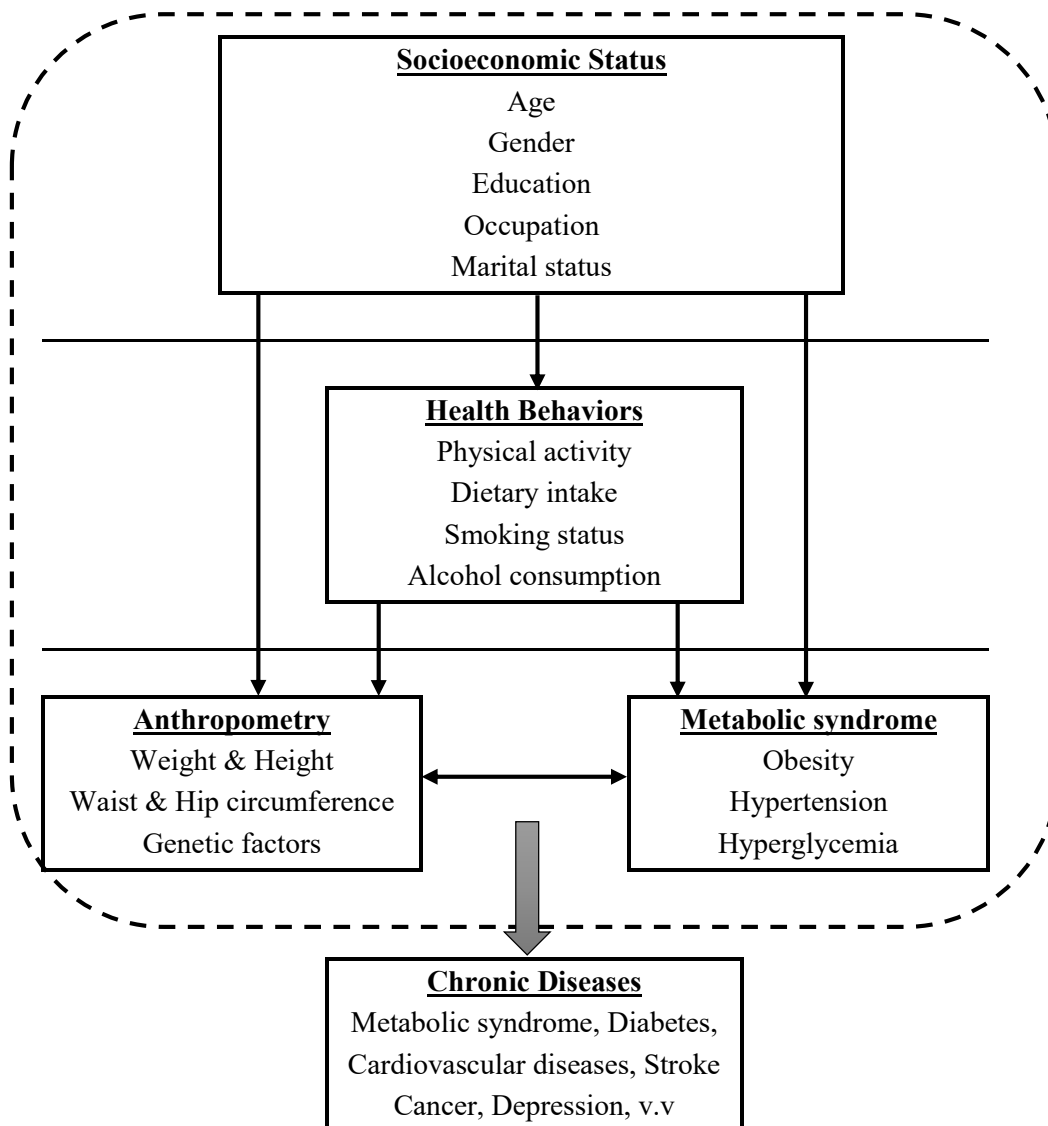 Socioeconomic Status
Age
Gender
Education
Occupation
Marital status
Health Behaviors
Physical activity
Dietary intake
Smoking status
Alcohol consumption
Anthropometry
Weight & Height
Waist & Hip circumference
Genetic factors
Metabolic syndrome
Obesity
Hypertension
Hyperglycemia
Chronic Diseases
Metabolic syndrome, Diabetes,
Cardiovascular diseases, Stroke
Cancer, Depression, v.v